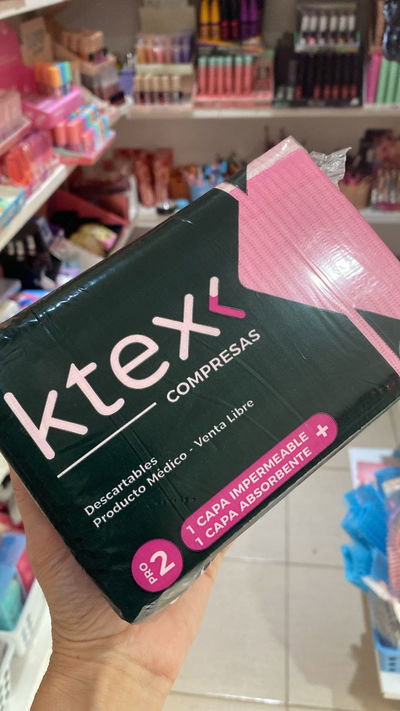 ktex
COMPRESAS
Descartables
Producto Médico - Venta Libre
PRO 2
1 CAPA IMPERMEABLE +
1 CAPA ABSORBENTE